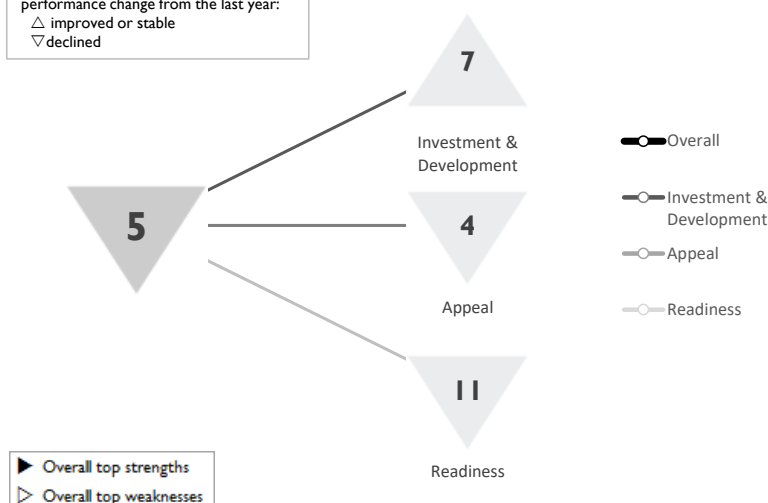 performance change from the last year:
△ improved or stable
▽ declined
7
Investment &
Development
5
4
Appeal
11
Readiness
Overall
Investment &
Development
Appeal
Readiness
▶ Overall top strengths
▷ Overall top weaknesses